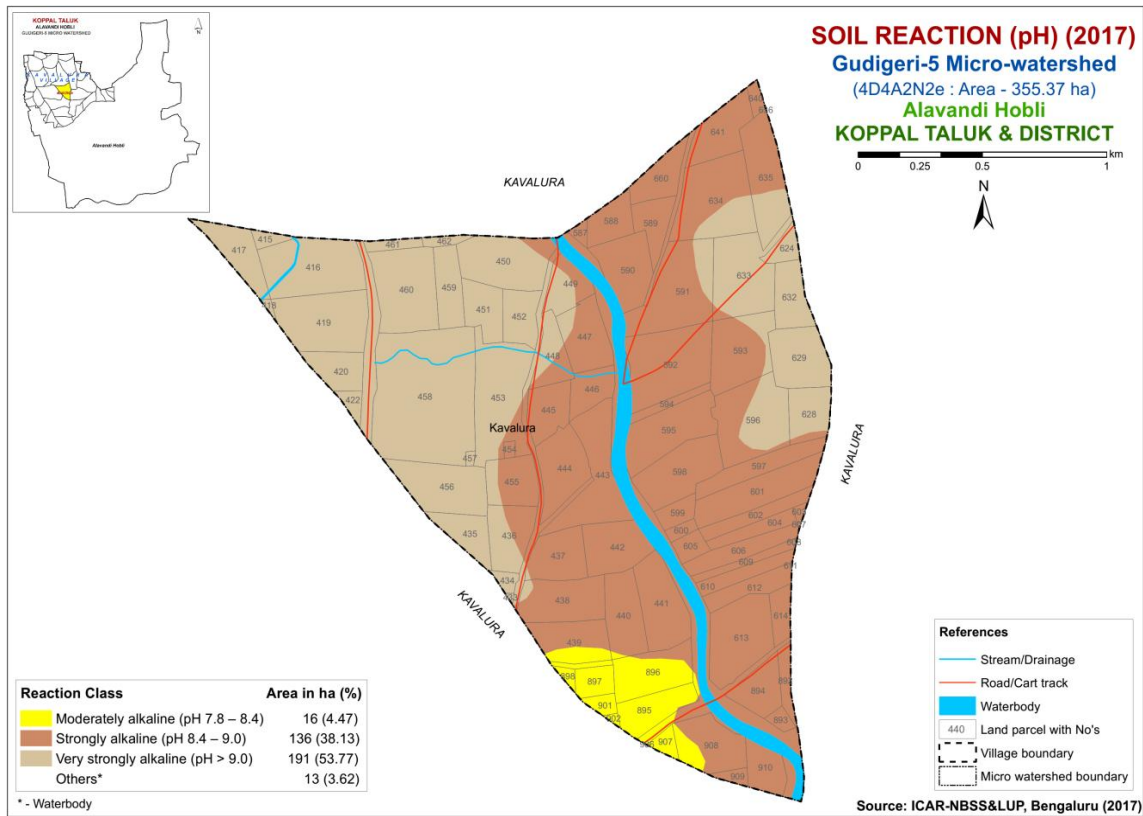 KOPPAL TALUK
ALAVANDI HOBLI
GUDIGERI-5 MICRO WATERSHED
N
KAVALURA
VILLAGE
Alavandi Hobli
SOIL REACTION (pH) (2017)
Gudigeri-5 Micro-watershed
(4D4A2N2e : Area - 355.37 ha)
Alavandi Hobli
KOPPAL TALUK & DISTRICT
km
0 0.25 0.5 1
N
KAVALURA
640
641
660
635
634
588
589
587
415
417
416
461
462
450
590
624
633
418
460
459
449
591
632
419
451
452
447
593
448
629
420
592
446
422
458
453
445
594
596
628
Kavalura
595
KAVALURA
454
457
444
443
598
597
455
456
601
599
602
604
435
436
600
605
606
609
437
442
434
610
612
438
441
440
614
KAVALURA
613
439
896
898
897
894
901
895
893
907
908
909
910
Reaction Class Area in ha (%)
Moderately alkaline (pH 7.8 – 8.4) 16 (4.47)
Strongly alkaline (pH 8.4 – 9.0) 136 (38.13)
Very strongly alkaline (pH > 9.0) 191 (53.77)
Others* 13 (3.62)
* - Waterbody
References
Stream/Drainage
Road/Cart track
Waterbody
440 Land parcel with No's
Village boundary
Micro watershed boundary
Source: ICAR-NBSS&LUP, Bengaluru (2017)